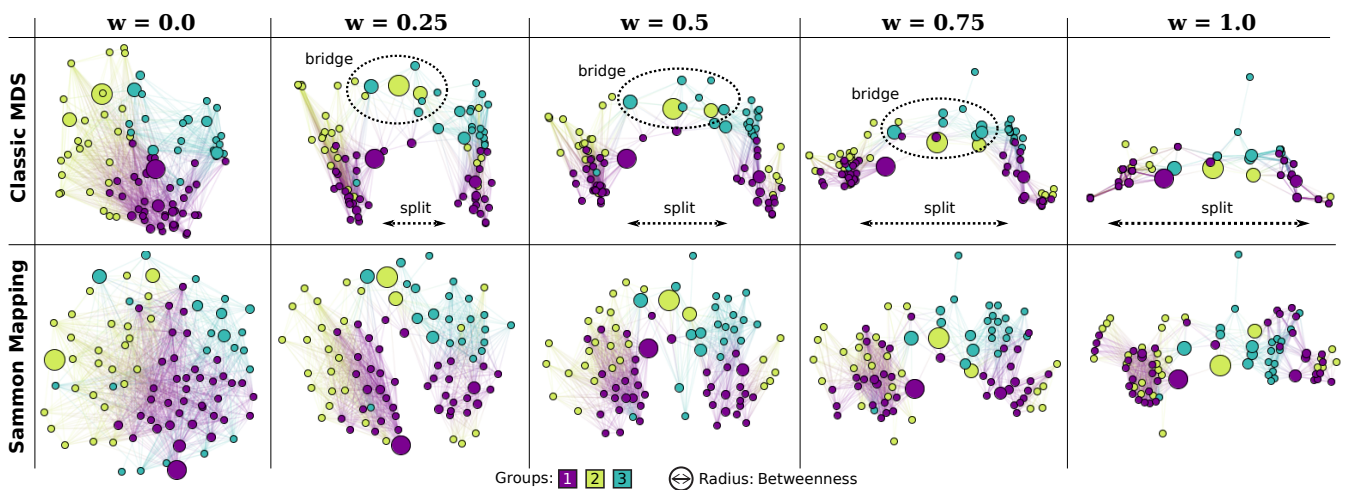 w = 0.0 w = 0.25 w = 0.5 w = 0.75 w = 1.0
Classic MDS
bridge
bridge
bridge
split
split
split
split
Sammon Mapping
Groups: 1 2 3 Radius: Betweenness